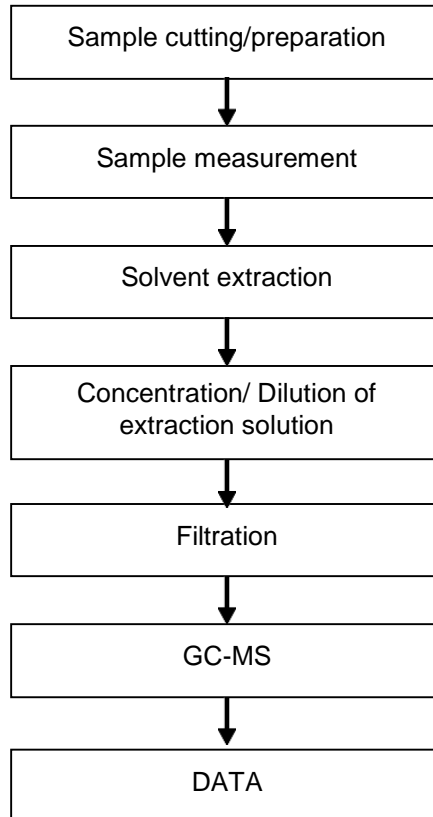 Sample cutting/preparation
Sample measurement
Solvent extraction
Concentration/ Dilution of
extraction solution
Filtration
GC-MS
DATA